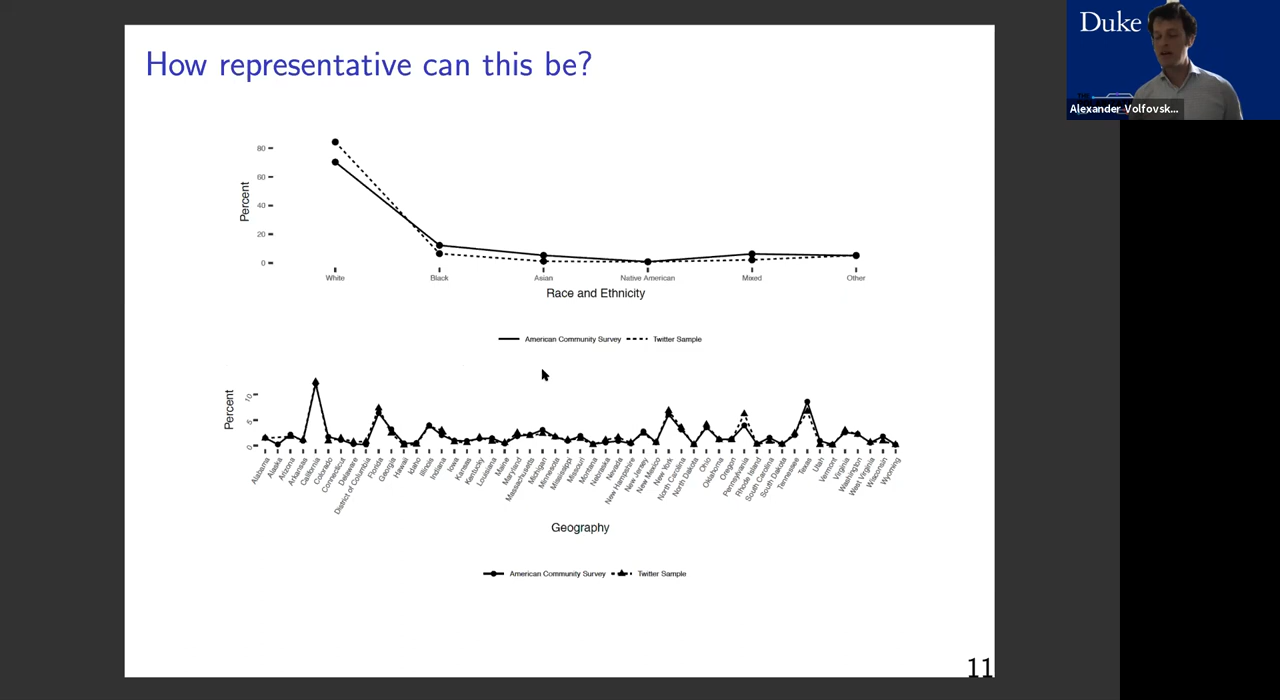 How representative can this be?
Duke
Alexander Volfovsk...
80
60
40
20
0
Percent
White Black Asian Native American Mixed Other
Race and Ethnicity
American Community Survey Twitter Sample
10
5
0
Percent
Alabama
Alaska
Arizona
Arkansas
California
Colorado
Connecticut
Delaware
District of Columbia
Florida
Georgia
Hawaii
Idaho
Illinois
Indiana
Iowa
Kansas
Kentucky
Louisiana
Maine
Maryland
Massachusetts
Michigan
Minnesota
Mississippi
Missouri
Montana
Nebraska
Nevada
New Hampshire
New Jersey
New Mexico
New York
North Carolina
North Dakota
Ohio
Oklahoma
Oregon
Pennsylvania
Rhode Island
South Carolina
South Dakota
Tennessee
Texas
Utah
Vermont
Virginia
Washington
West Virginia
Wisconsin
Wyoming
Geography
American Community Survey Twitter Sample
11